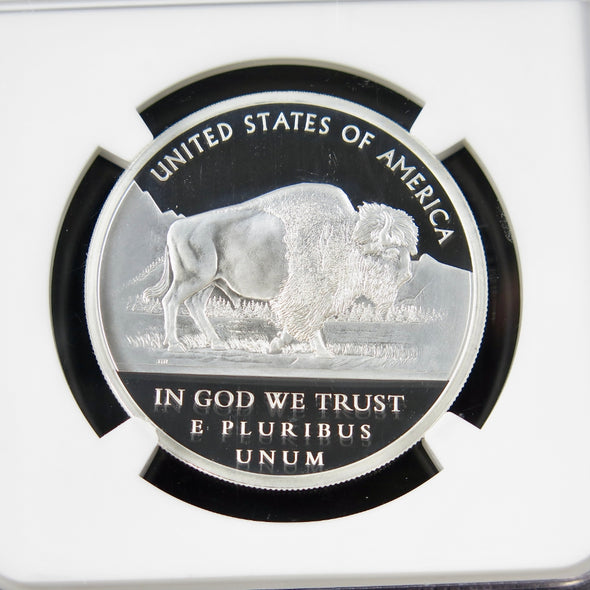 UNITED STATES OF AMERICA
IN GOD WE TRUST
E PLURIBUS
UNUM